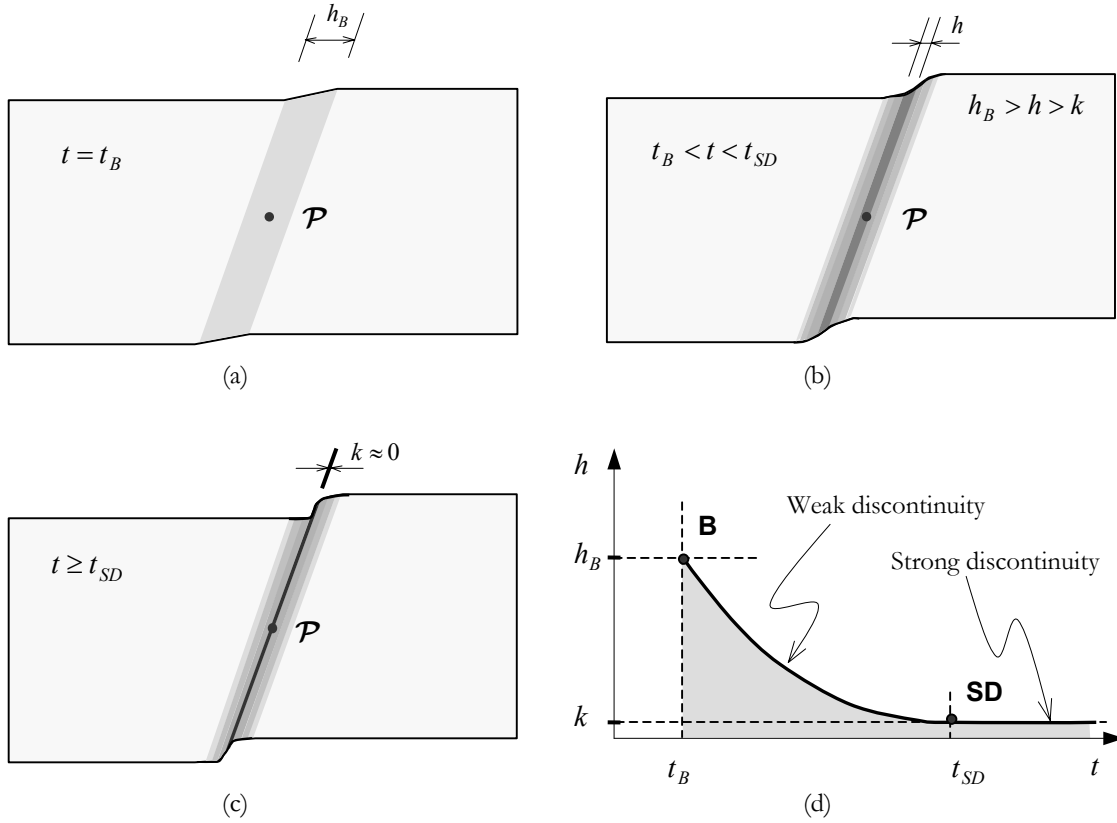 h_B
t = t_B
𝒫
(a)
h
h_B > h > k
t_B < t < t_SD
𝒫
(b)
k ≈ 0
t ≥ t_SD
𝒫
(c)
h
Weak discontinuity
B
h_B
Strong discontinuity
SD
k
t_B
t_SD
t
(d)